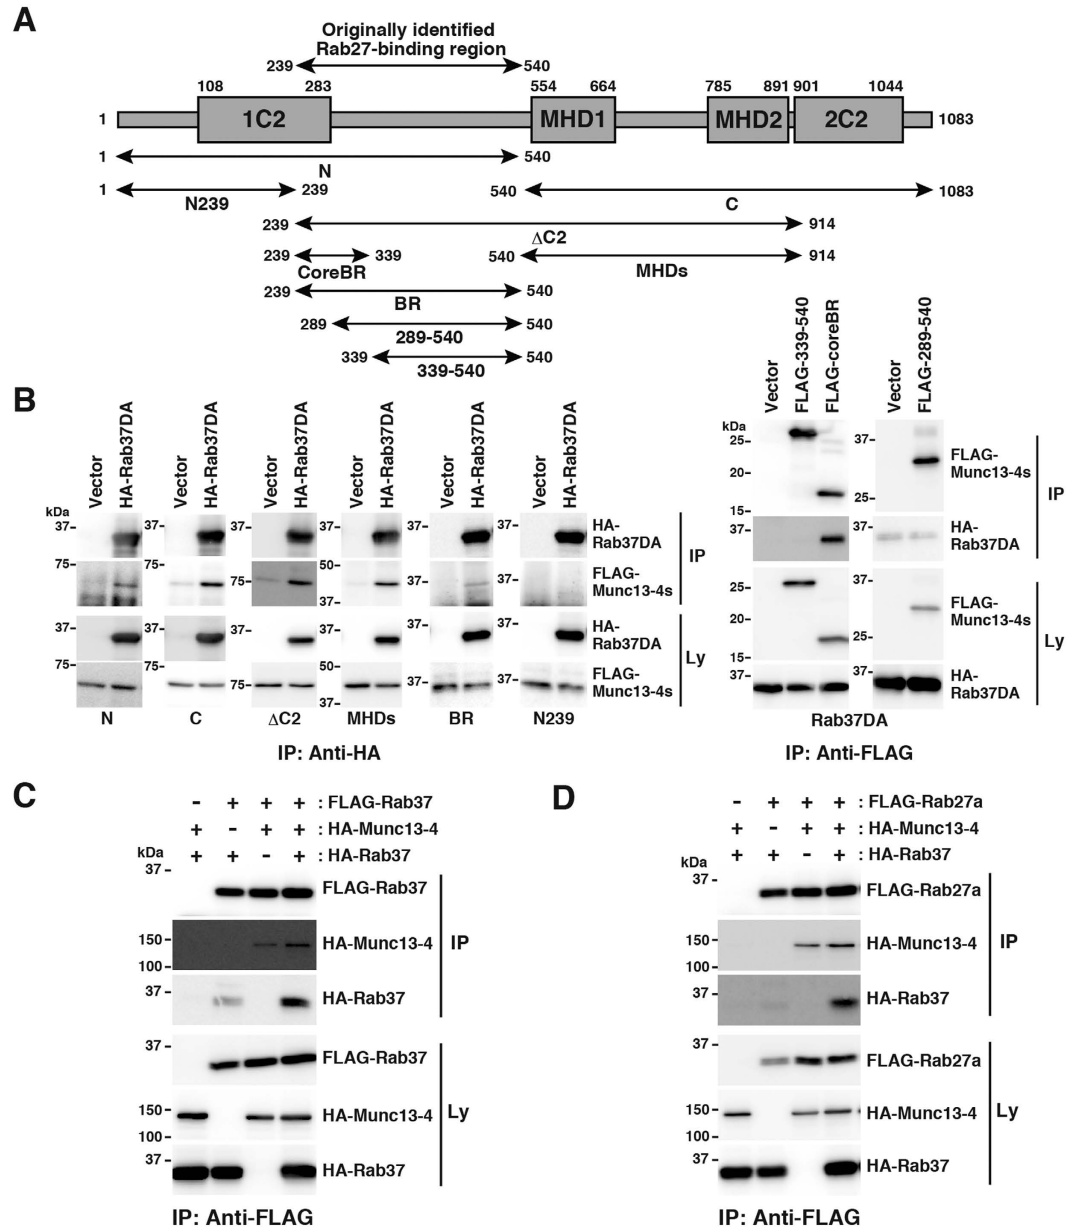 A
Originally identified
Rab27-binding region
239 540
108 283 554 664 785 891 901 1044
1 1C2 MHD1 MHD2 2C2 1083
1 540
N
1 239 540 1083
N239 C
239 914
ΔC2
239 339 540 914
CoreBR MHDs
239 540
BR
289 540
289-540
339 540
339-540
B
Vector HA-Rab37DA Vector HA-Rab37DA Vector HA-Rab37DA Vector HA-Rab37DA Vector HA-Rab37DA Vector HA-Rab37DA
kDa
37- 37- 37- 37- 37- 37- HA-
Rab37DA
IP
75- 75- 75- 50- 37- 37- 37- FLAG-
Munc13-4s
37- 37- 37- 37- 37- 37- HA-
Rab37DA
Ly
75- 75- 75- 50- 37- 37- 37- FLAG-
Munc13-4s
N C ΔC2 MHDs BR N239
IP: Anti-HA
Vector FLAG-339-540 FLAG-coreBR Vector FLAG-289-540
kDa
25- 37- FLAG-
20- Munc13-4s
15- 25-
IP
37- HA-
Rab37DA
25- 37- FLAG-
20- Munc13-4s
15- 25-
Ly
37- 37- HA-
Rab37DA
Rab37DA
IP: Anti-FLAG
C
- + + + : FLAG-Rab37
+ - + + : HA-Munc13-4
+ + - + : HA-Rab37
kDa
37- FLAG-Rab37
150- HA-Munc13-4 IP
100-
37- HA-Rab37
37- FLAG-Rab37
150- HA-Munc13-4 Ly
100-
37- HA-Rab37
IP: Anti-FLAG
D
- + + + : FLAG-Rab27a
+ - + + : HA-Munc13-4
+ + - + : HA-Rab37
kDa
37- FLAG-Rab27a
150- HA-Munc13-4 IP
100-
37- HA-Rab37
37- FLAG-Rab27a
150- HA-Munc13-4 Ly
100-
37- HA-Rab37
IP: Anti-FLAG